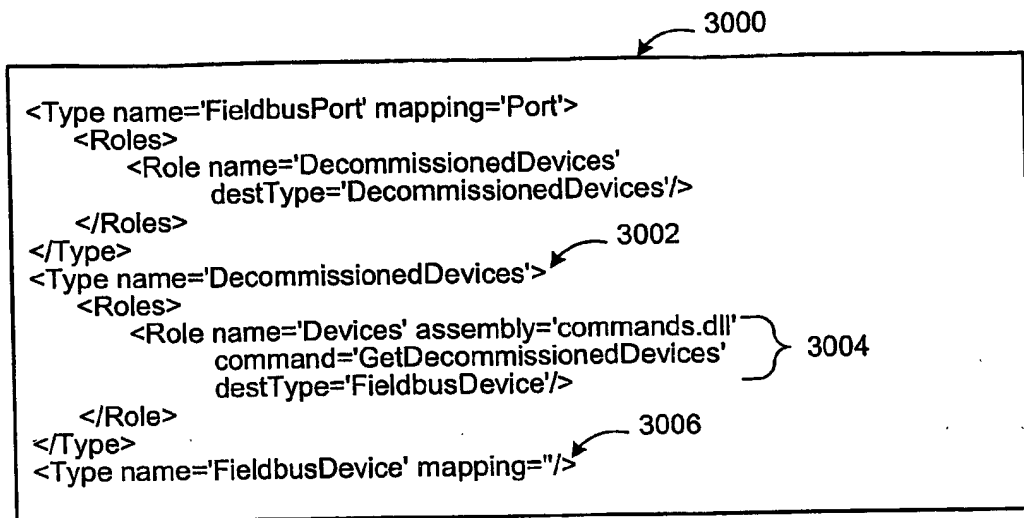 3000
<Type name='FieldbusPort' mapping='Port'>
<Roles>
<Role name='DecommissionedDevices'
destType='DecommissionedDevices'/>
</Roles>
</Type>
3002
<Type name='DecommissionedDevices'>
<Roles>
<Role name='Devices' assembly='commands.dll'
command='GetDecommissionedDevices'
destType='FieldbusDevice'/>
3004
</Role>
</Type>
3006
<Type name='FieldbusDevice' mapping=''/>